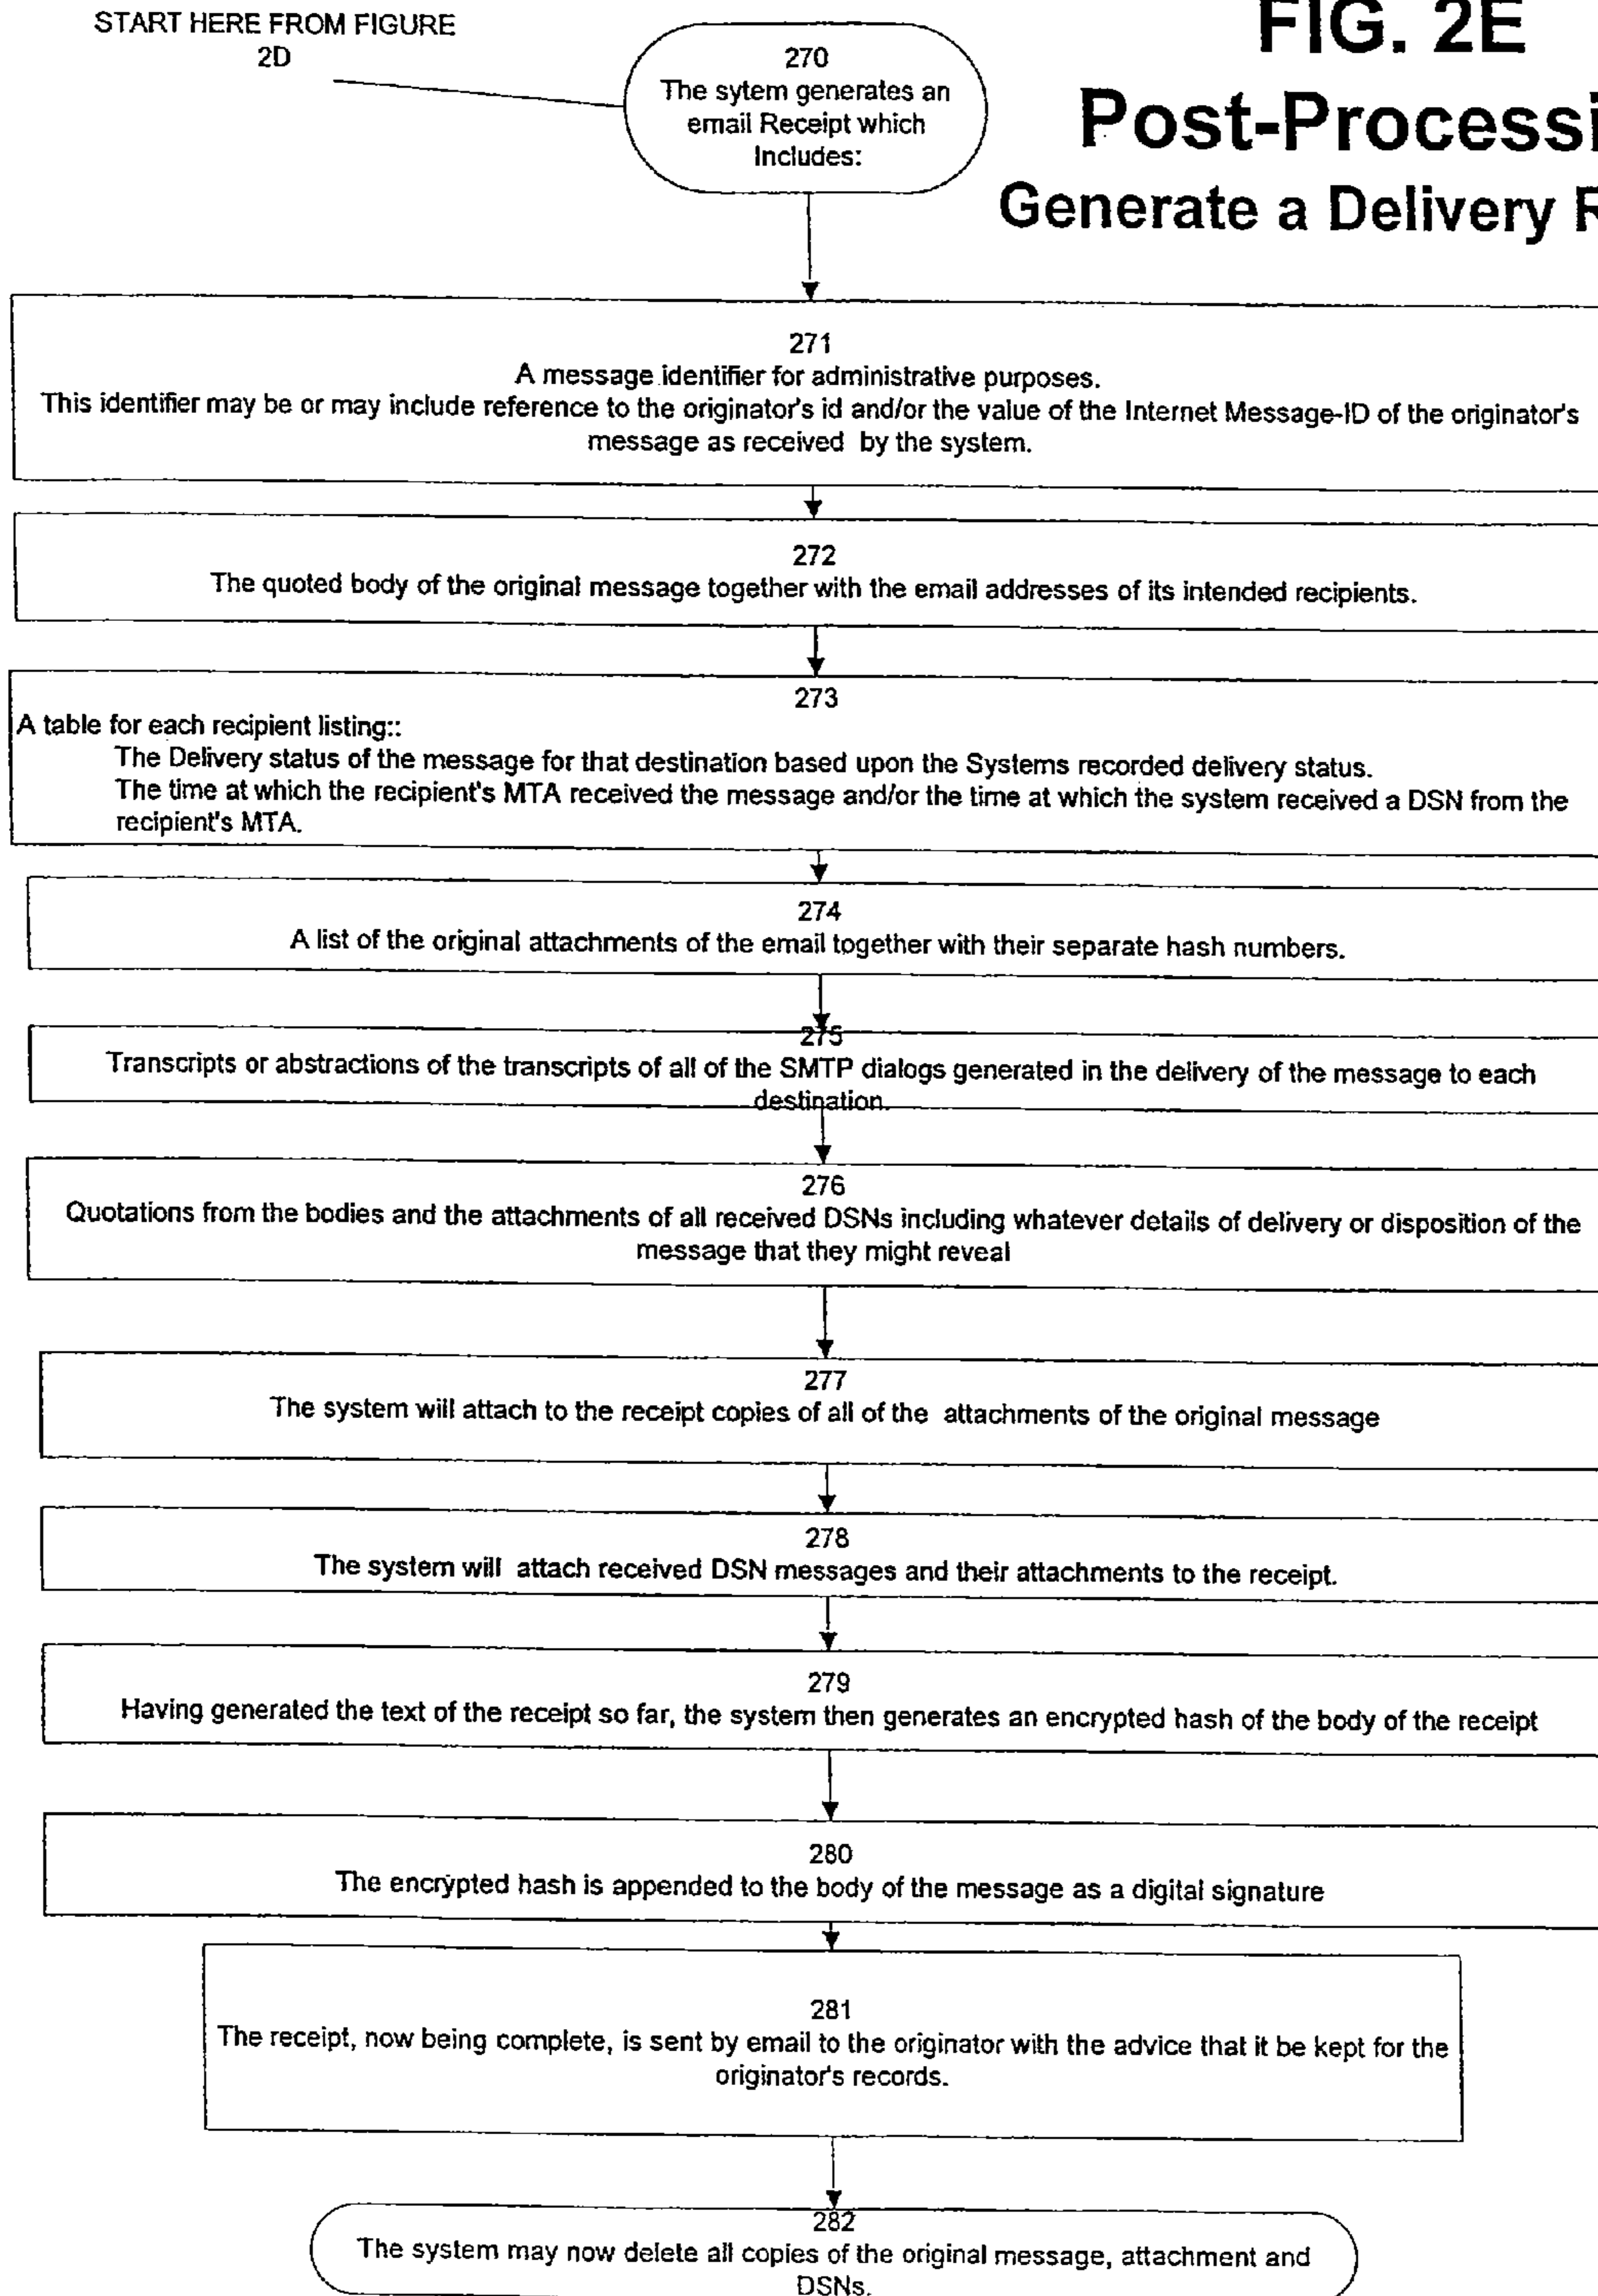 START HERE FROM FIGURE
2D
FIG. 2E
Post-Processi
Generate a Delivery R
270
The sytem generates an
email Receipt which
Includes:
271
A message identifier for administrative purposes.
This identifier may be or may include reference to the originator's id and/or the value of the Internet Message-ID of the originator's
message as received by the system.
272
The quoted body of the original message together with the email addresses of its intended recipients.
273
A table for each recipient listing::
The Delivery status of the message for that destination based upon the Systems recorded delivery status.
The time at which the recipient's MTA received the message and/or the time at which the system received a DSN from the
recipient's MTA.
274
A list of the original attachments of the email together with their separate hash numbers.
275
Transcripts or abstractions of the transcripts of all of the SMTP dialogs generated in the delivery of the message to each
destination.
276
Quotations from the bodies and the attachments of all received DSNs including whatever details of delivery or disposition of the
message that they might reveal
277
The system will attach to the receipt copies of all of the attachments of the original message
278
The system will attach received DSN messages and their attachments to the receipt.
279
Having generated the text of the receipt so far, the system then generates an encrypted hash of the body of the receipt
280
The encrypted hash is appended to the body of the message as a digital signature
281
The receipt, now being complete, is sent by email to the originator with the advice that it be kept for the
originator's records.
282
The system may now delete all copies of the original message, attachment and
DSNs.